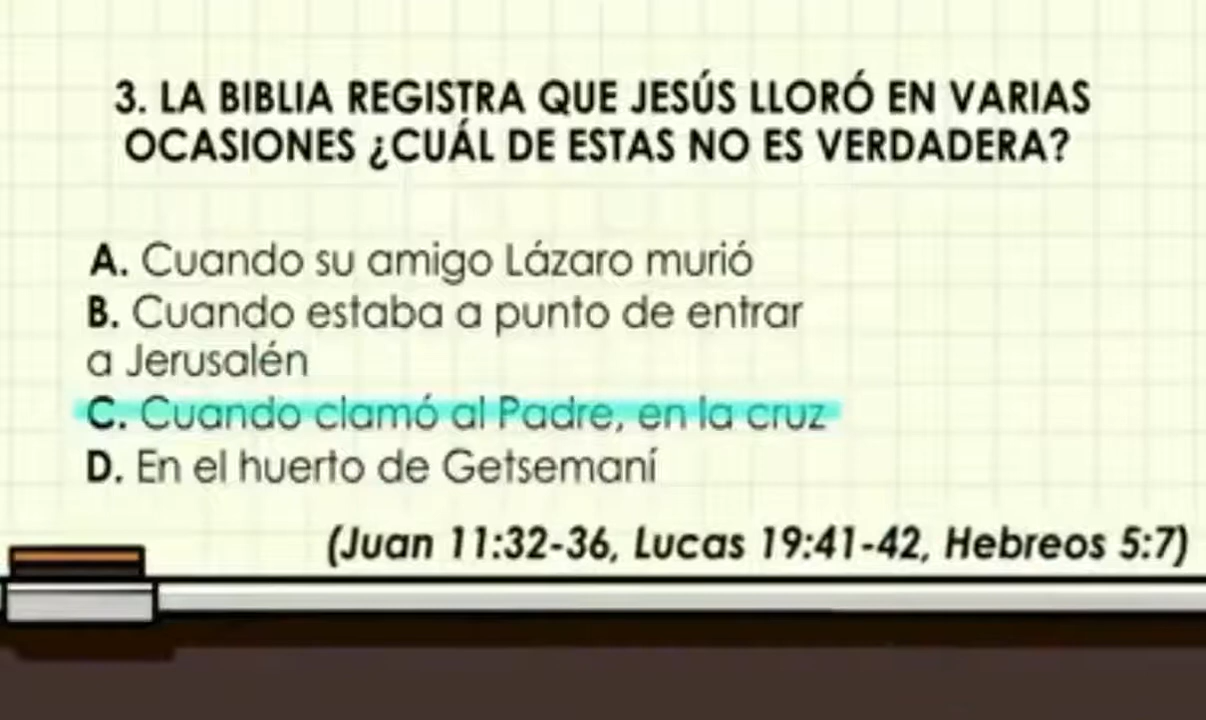 3. LA BIBLIA REGISTRA QUE JESÚS LLORÓ EN VARIAS
OCASIONES ¿CUÁL DE ESTAS NO ES VERDADERA?
A. Cuando su amigo Lázaro murió
B. Cuando estaba a punto de entrar
a Jerusalén
C. Cuando clamó al Padre, en la cruz
D. En el huerto de Getsemaní
(Juan 11:32-36, Lucas 19:41-42, Hebreos 5:7)